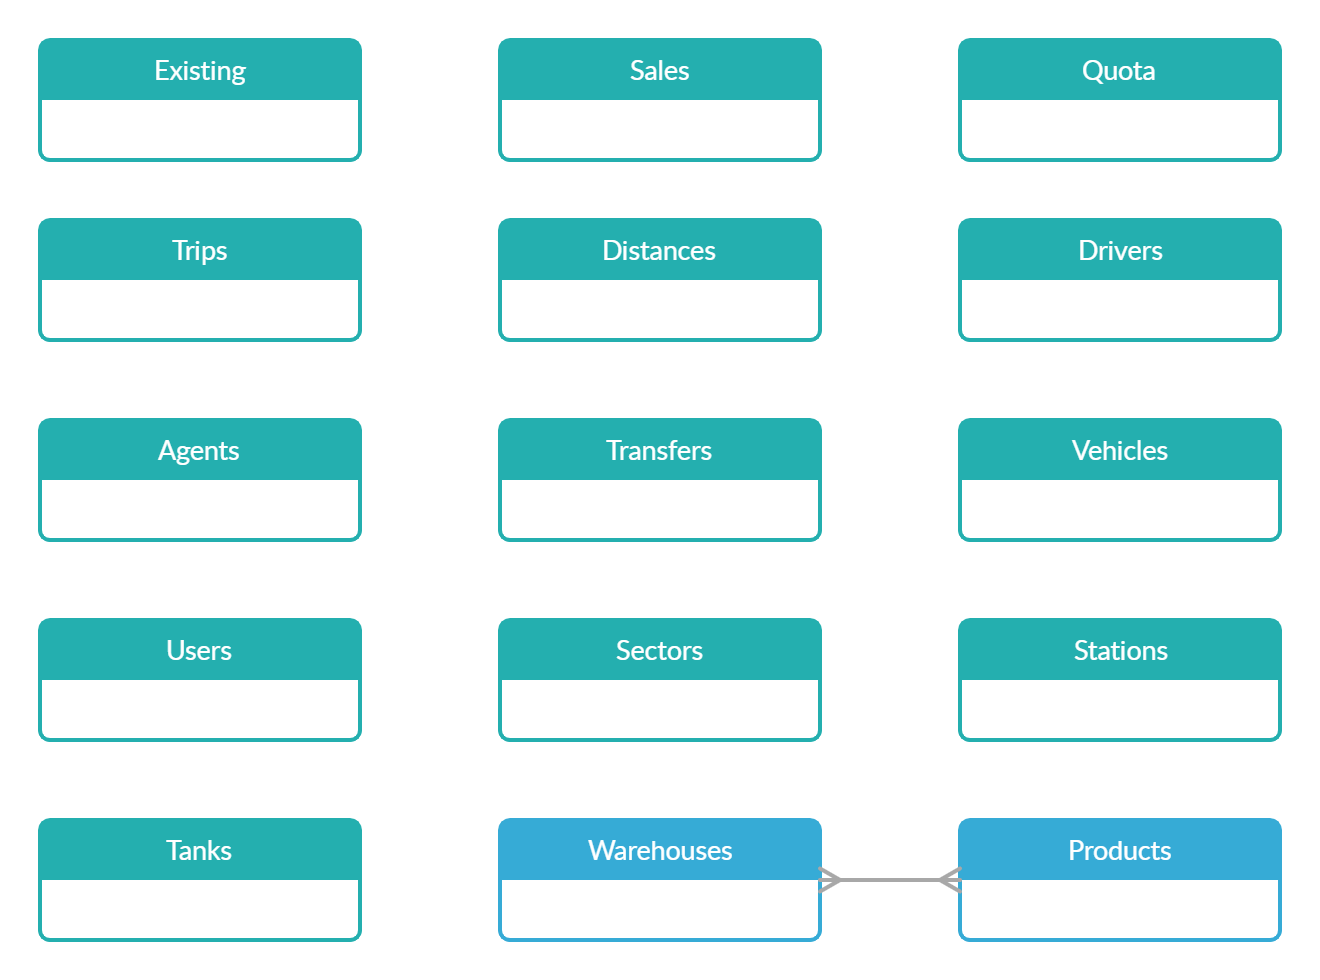 Existing
Sales
Quota
Trips
Distances
Drivers
Agents
Transfers
Vehicles
Users
Sectors
Stations
Tanks
Warehouses
Products